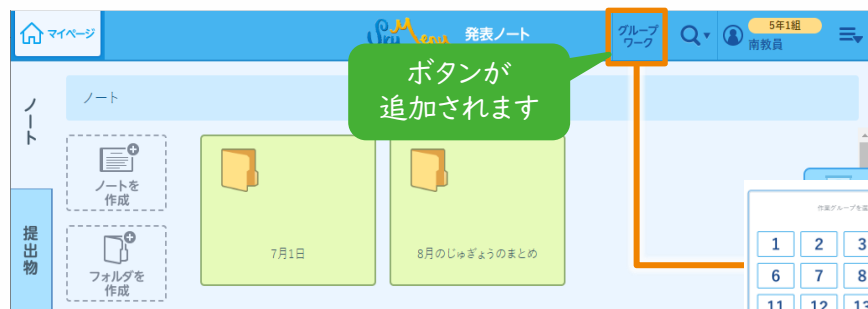 マイページ
SKY Menu 発表ノート
グループ
ワーク
5年1組
南教員
ボタンが
追加されます
ノート
ノート
ノートを
作成
7月1日
8月のじゅぎょうのまとめ
提出物
フォルダを
作成
1 2 3
6 7 8
11 12 13